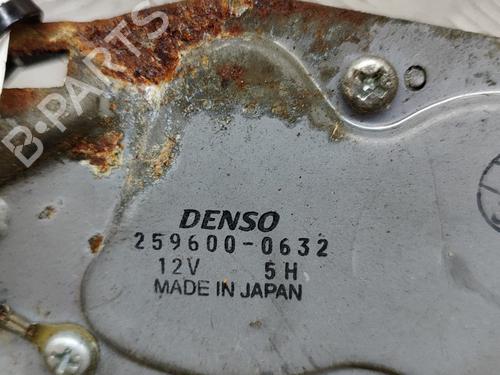 B-PARTS
DENSO
259600-0632
12V 5H
MADE IN JAPAN